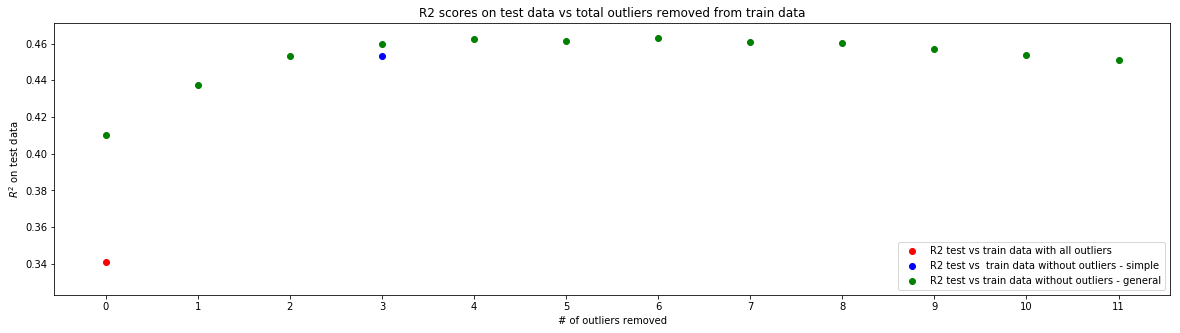 R2 scores on test data vs total outliers removed from train data
R² on test data
0.46
0.44
0.42
0.40
0.38
0.36
0.34
R2 test vs train data with all outliers
R2 test vs  train data without outliers - simple
R2 test vs train data without outliers - general
0 1 2 3 4 5 6 7 8 9 10 11
# of outliers removed